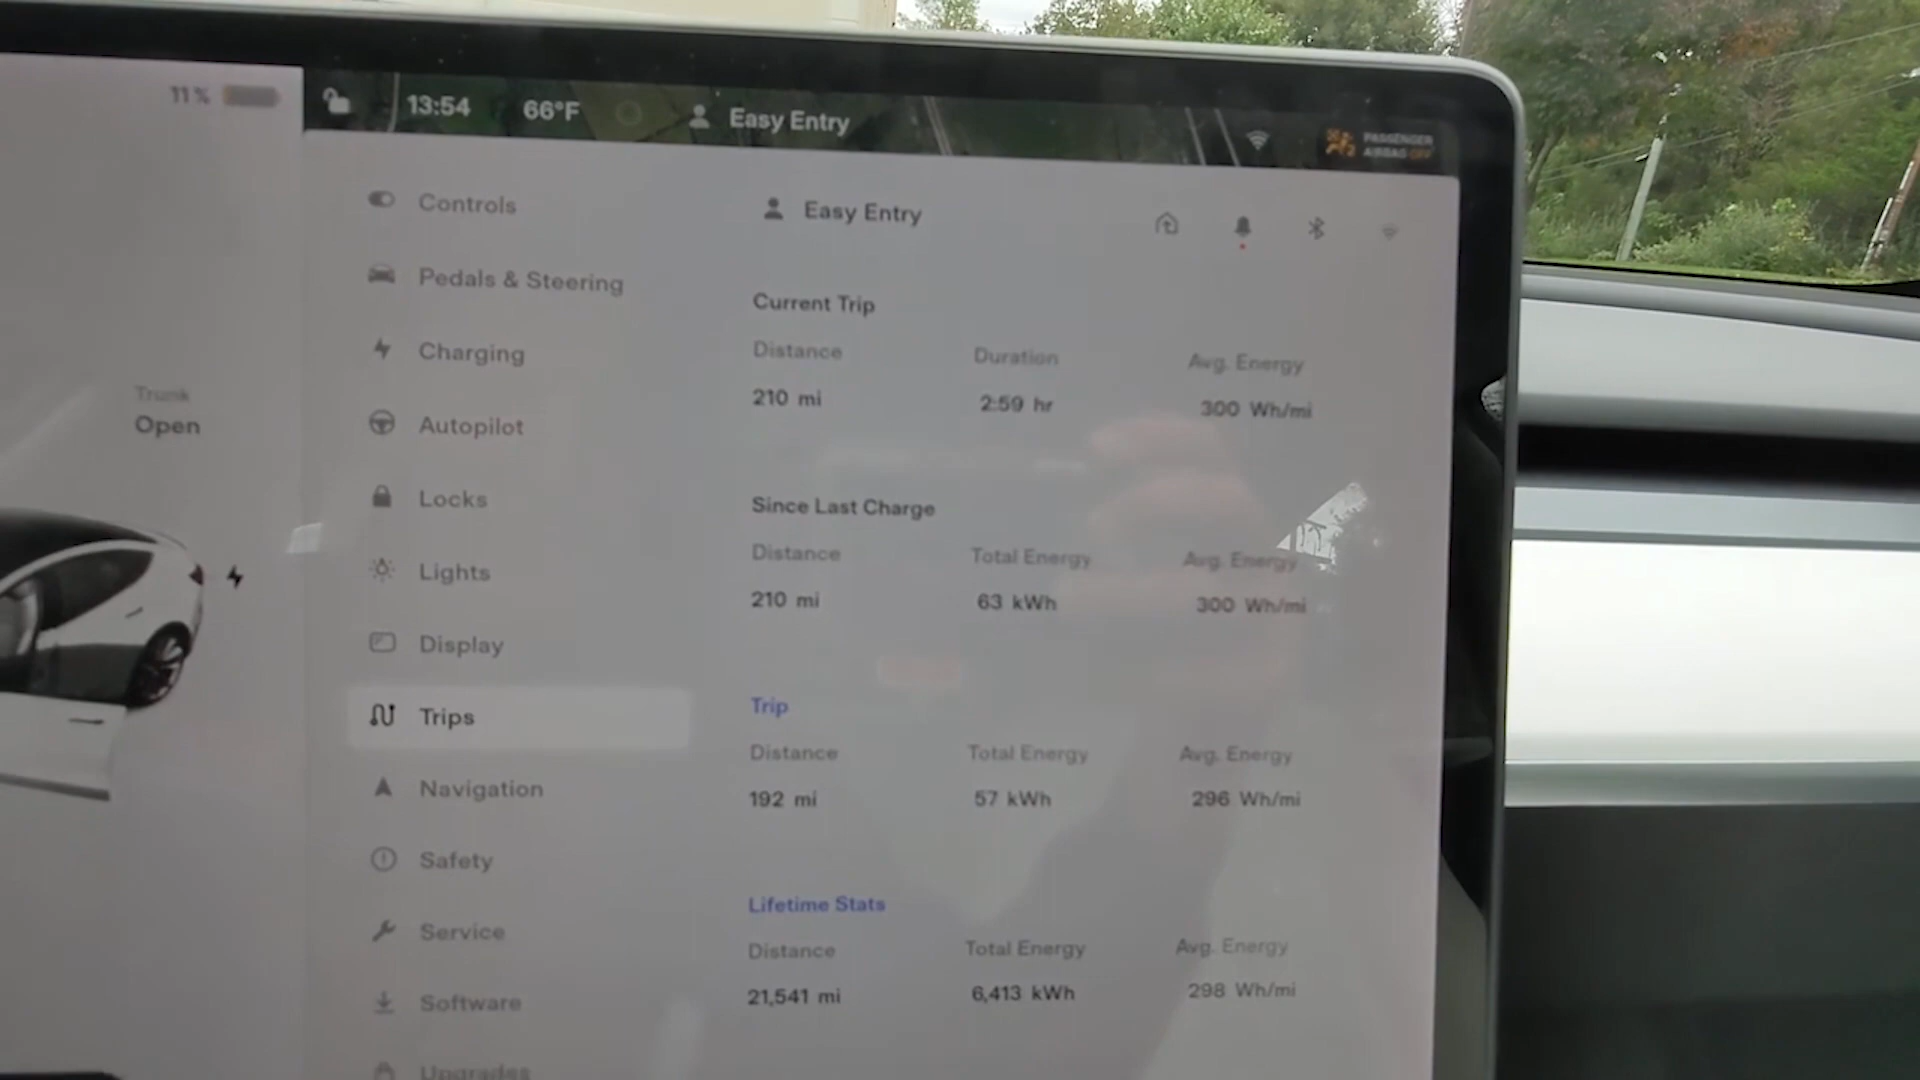 11%
13:54
66°F
Easy Entry
PASSENGER
AIRBAG OFF
Trunk
Open
Controls
Pedals & Steering
Charging
Autopilot
Locks
Lights
Display
Trips
Navigation
Safety
Service
Software
Upgrades
Easy Entry
Current Trip
Distance Duration Avg. Energy
210 mi 2:59 hr 300 Wh/mi
Since Last Charge
Distance Total Energy Avg. Energy
210 mi 63 kWh 300 Wh/mi
Trip
Distance Total Energy Avg. Energy
192 mi 57 kWh 296 Wh/mi
Lifetime Stats
Distance Total Energy Avg. Energy
21,541 mi 6,413 kWh 298 Wh/mi